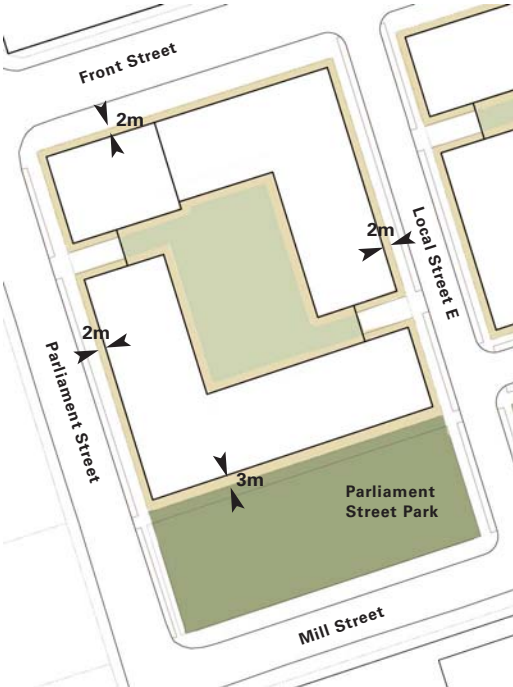 Front Street
2m
2m
Local Street E
2m
Parliament Street
3m
Parliament
Street Park
Mill Street